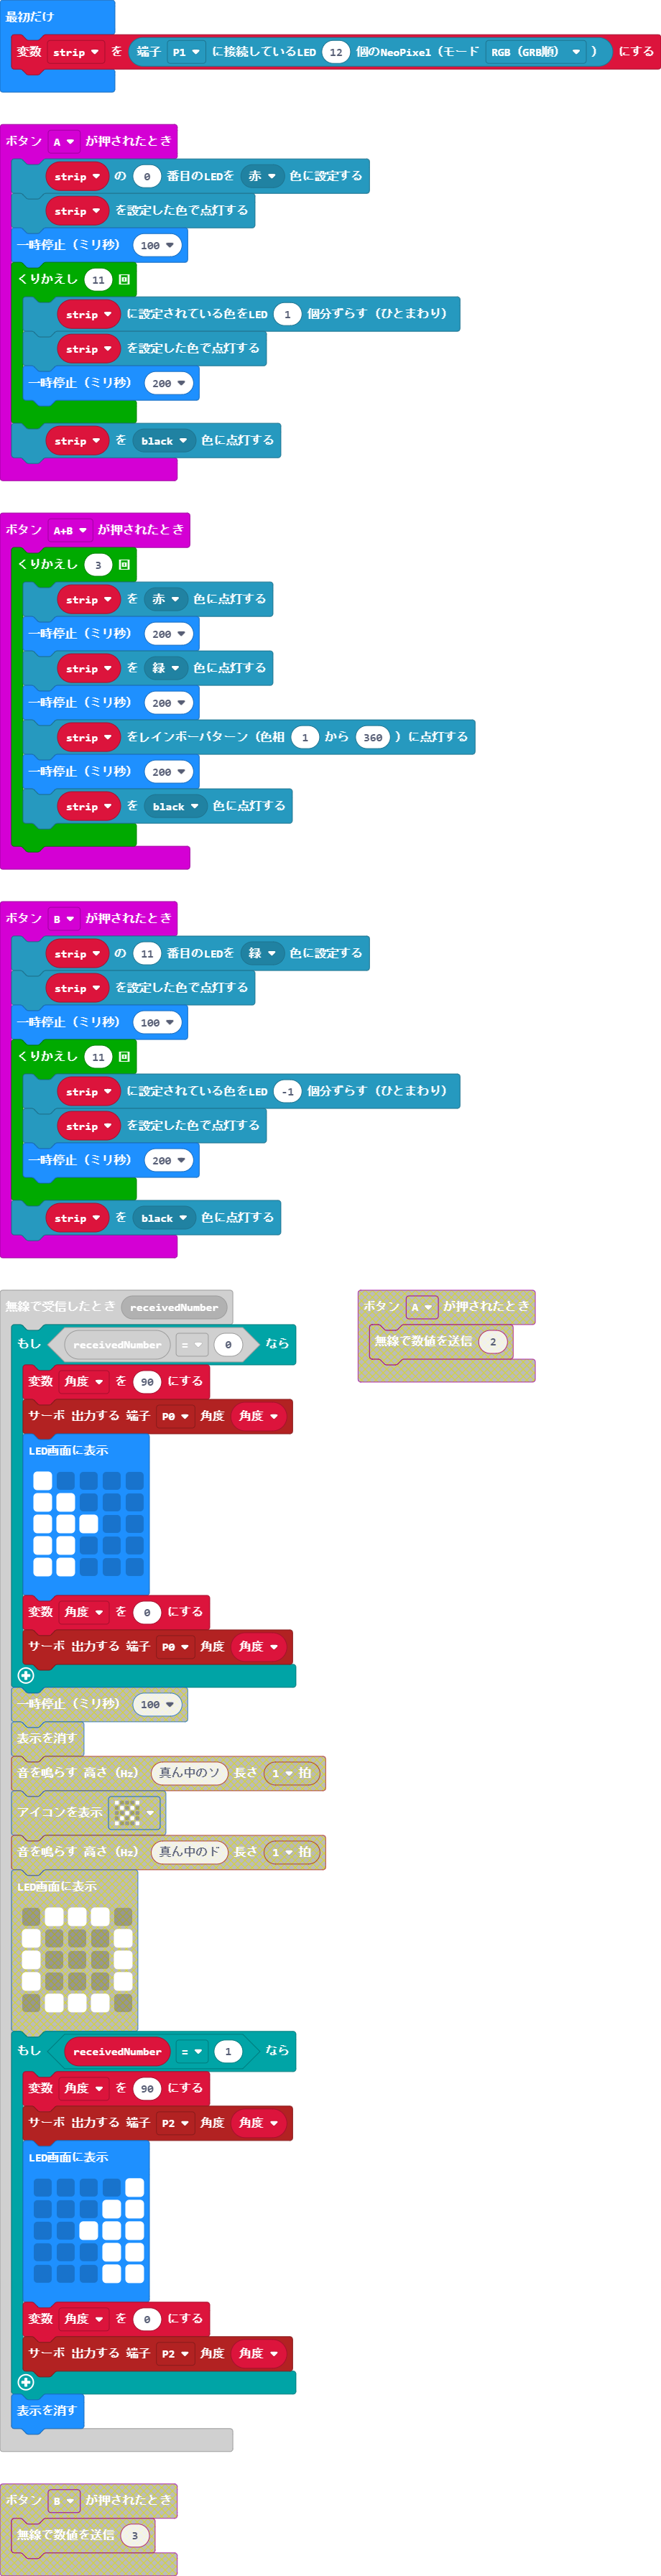 最初だけ
変数 strip を 端子 P1 に接続しているLED 12 個のNeoPixel（モード RGB（GRB順） ） にする
ボタン A が押されたとき
strip の 0 番目のLEDを 赤 色に設定する
strip を設定した色で点灯する
一時停止（ミリ秒） 100
くりかえし 11 回
strip に設定されている色をLED 1 個分ずらす（ひとまわり）
strip を設定した色で点灯する
一時停止（ミリ秒） 200
strip を black 色に点灯する
ボタン A+B が押されたとき
くりかえし 3 回
strip を 赤 色に点灯する
一時停止（ミリ秒） 200
strip を 緑 色に点灯する
一時停止（ミリ秒） 200
strip をレインボーパターン（色相 1 から 360 ）に点灯する
一時停止（ミリ秒） 200
strip を black 色に点灯する
ボタン B が押されたとき
strip の 11 番目のLEDを 緑 色に設定する
strip を設定した色で点灯する
一時停止（ミリ秒） 100
くりかえし 11 回
strip に設定されている色をLED -1 個分ずらす（ひとまわり）
strip を設定した色で点灯する
一時停止（ミリ秒） 200
strip を black 色に点灯する
無線で受信したとき receivedNumber
もし receivedNumber = 0 なら
変数 角度 を 90 にする
サーボ 出力する 端子 P0 角度 角度
LED画面に表示
変数 角度 を 0 にする
サーボ 出力する 端子 P0 角度 角度
一時停止（ミリ秒） 100
表示を消す
音を鳴らす 高さ（Hz） 真ん中のソ 長さ 1 拍
アイコンを表示
音を鳴らす 高さ（Hz） 真ん中のド 長さ 1 拍
LED画面に表示
もし receivedNumber = 1 なら
変数 角度 を 90 にする
サーボ 出力する 端子 P2 角度 角度
LED画面に表示
変数 角度 を 0 にする
サーボ 出力する 端子 P2 角度 角度
表示を消す
ボタン A が押されたとき
無線で数値を送信 2
ボタン B が押されたとき
無線で数値を送信 3